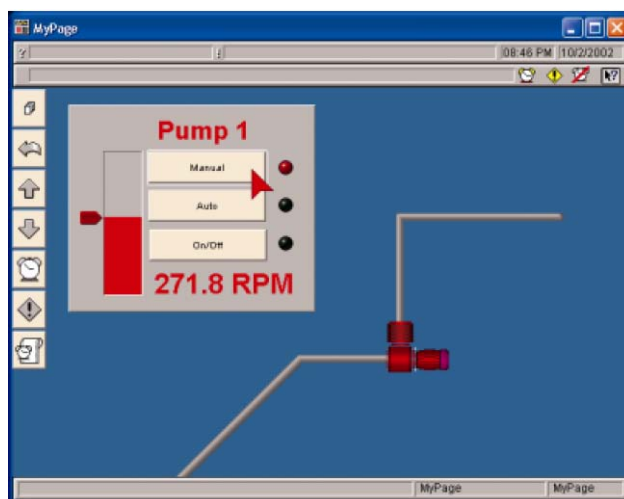 MyPage
08:46 PM 10/2/2002
Pump 1
Manual
Auto
On/Off
271.8 RPM
MyPage MyPage